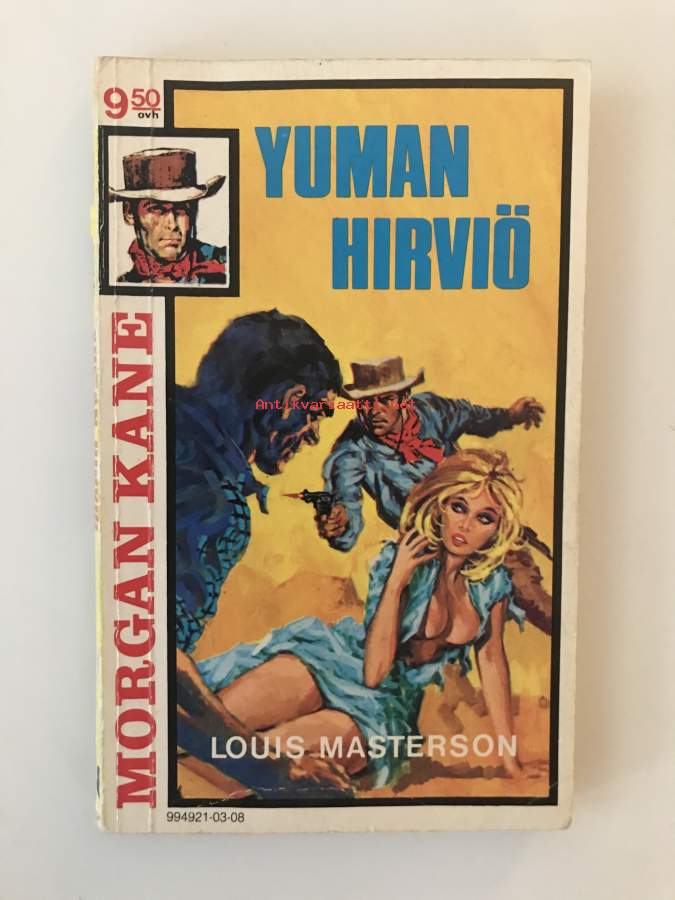 9 50
ovh
YUMAN
HIRVIÖ
MORGAN KANE
Antikvariaatti.net
LOUIS MASTERSON
994921-03-08